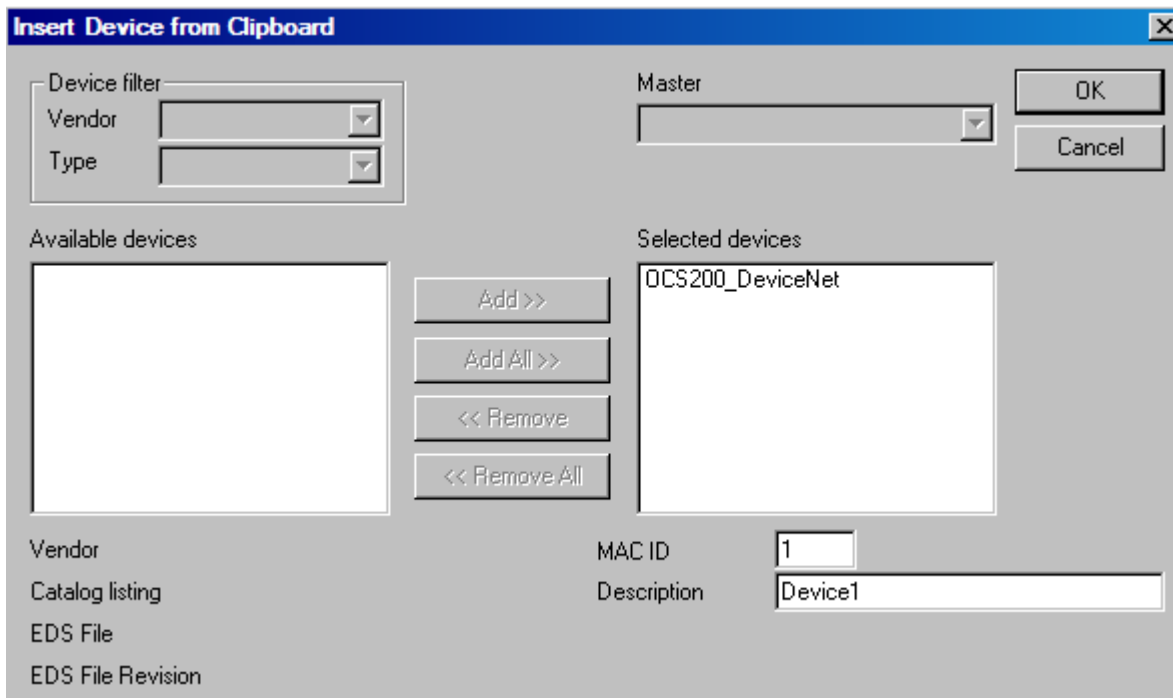 Insert Device from Clipboard
Device filter
Vendor
Type
Master
OK
Cancel
Available devices
Selected devices
OCS200_DeviceNet
Add >>
Add All >>
<< Remove
<< Remove All
Vendor
MAC ID 1
Catalog listing
Description Device1
EDS File
EDS File Revision